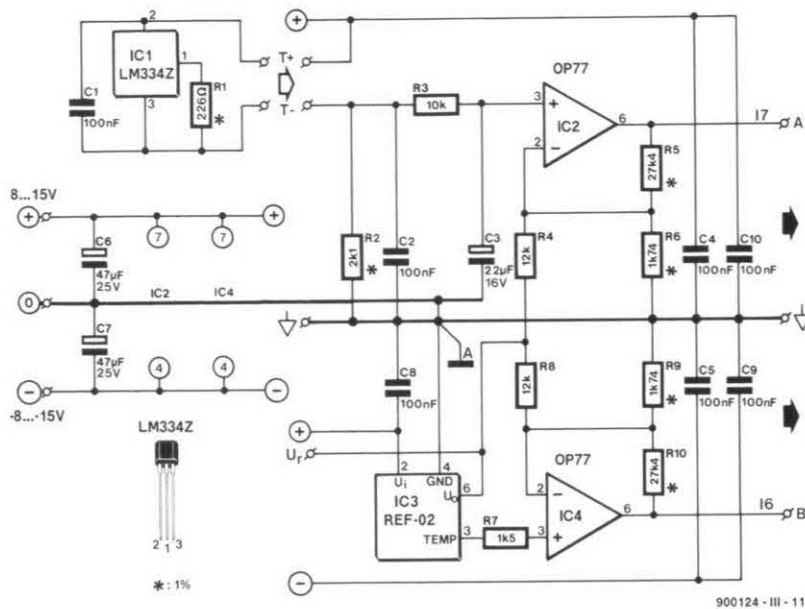 2
IC1
LM334Z
1
3
C1
100nF
R1
226Ω
*
T+
T-
+
R3
10k
OP77
3
+
IC2
6
2
−
I7
A
R5
27k4
*
8...15V
+
7
7
+
C6
47µF
25V
0
IC2
IC4
C7
47µF
25V
−
4
4
−
-8...-15V
R2
2k1
*
C2
100nF
C3
22µF
16V
R4
12k
R6
1k74
*
C4
100nF
C10
100nF
A
C8
100nF
R8
12k
R9
1k74
*
C5
100nF
C9
100nF
LM334Z
2 1 3
*: 1%
+
Ur
2
4
Ui
GND
6
Uo
IC3
REF-02
TEMP
3
R7
1k5
OP77
2
−
IC4
3
+
6
R10
27k4
*
I6
B
−
900124 - III - 11